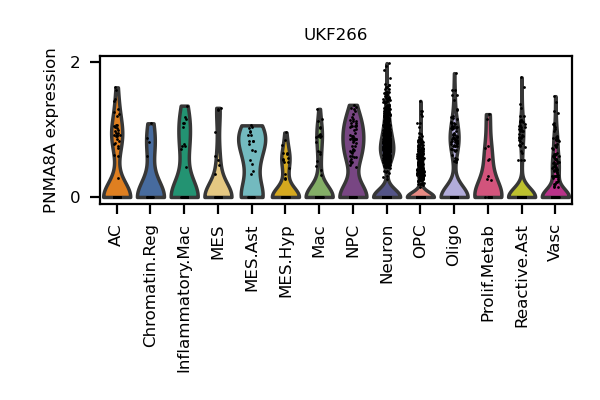 UKF266
PNMA8A expression
2
0
AC
Chromatin.Reg
Inflammatory.Mac
MES
MES.Ast
MES.Hyp
Mac
NPC
Neuron
OPC
Oligo
Prolif.Metab
Reactive.Ast
Vasc